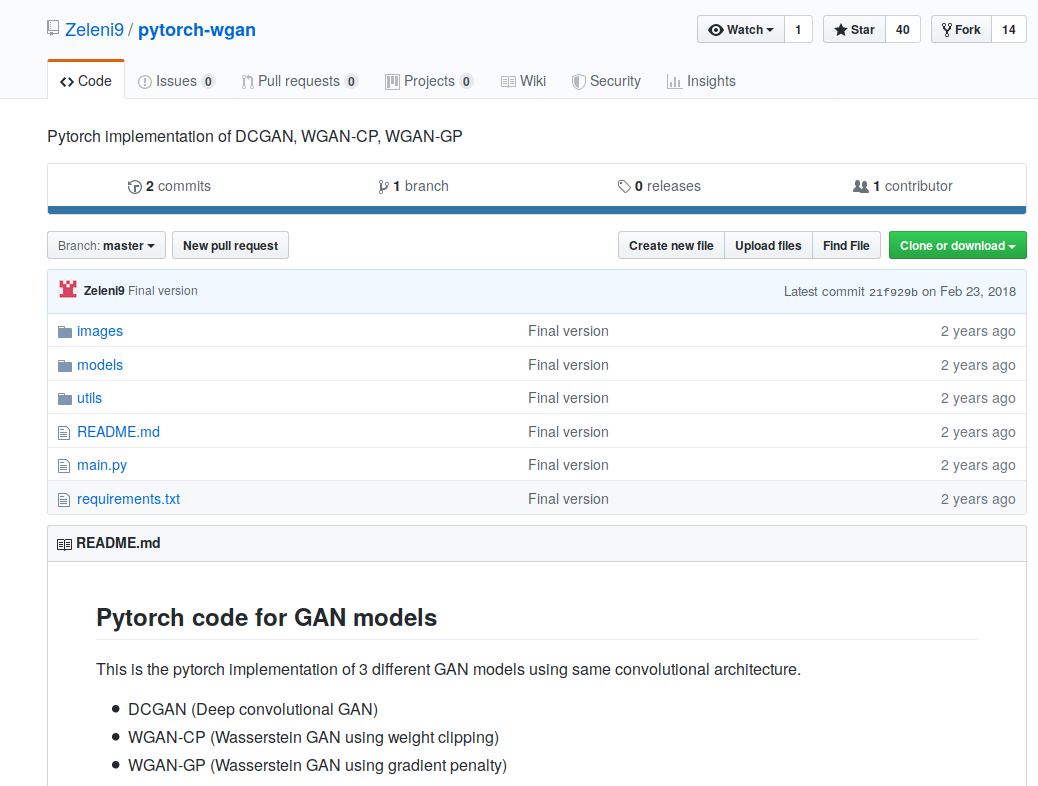 Zeleni9 / pytorch-wgan
Watch 1 Star 40 Fork 14
Code Issues 0 Pull requests 0 Projects 0 Wiki Security Insights
Pytorch implementation of DCGAN, WGAN-CP, WGAN-GP
2 commits 1 branch 0 releases 1 contributor
Branch: master New pull request Create new file Upload files Find File Clone or download
Zeleni9 Final version Latest commit 21f929b on Feb 23, 2018
images Final version 2 years ago
models Final version 2 years ago
utils Final version 2 years ago
README.md Final version 2 years ago
main.py Final version 2 years ago
requirements.txt Final version 2 years ago
README.md
Pytorch code for GAN models
This is the pytorch implementation of 3 different GAN models using same convolutional architecture.
• DCGAN (Deep convolutional GAN)
• WGAN-CP (Wasserstein GAN using weight clipping)
• WGAN-GP (Wasserstein GAN using gradient penalty)